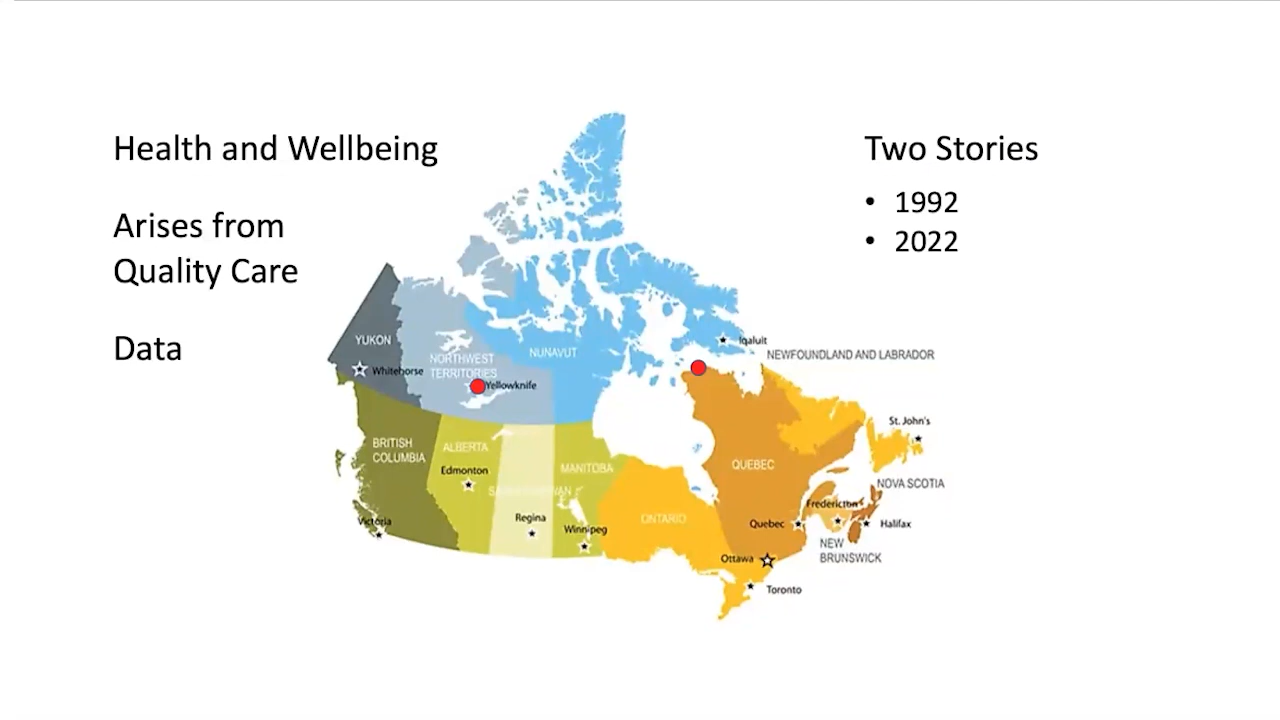 Health and Wellbeing
Arises from
Quality Care
Data
Two Stories
• 1992
• 2022
YUKON
Whitehorse
NORTHWEST
TERRITORIES
Yellowknife
NUNAVUT
Iqaluit
NEWFOUNDLAND AND LABRADOR
St. John's
BRITISH
COLUMBIA
Victoria
ALBERTA
Edmonton
SASKATCHEWAN
Regina
MANITOBA
Winnipeg
ONTARIO
QUEBEC
Quebec
Ottawa
Toronto
Fredericton
NEW
BRUNSWICK
NOVA SCOTIA
Halifax